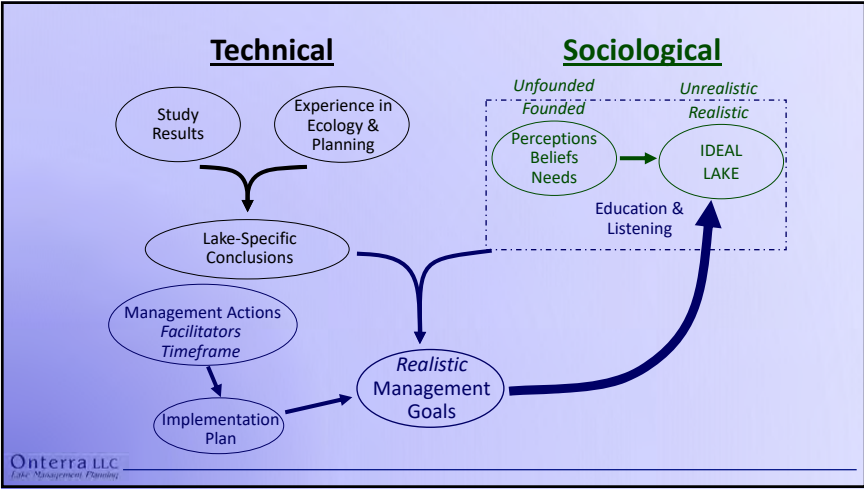 Technical
Sociological
Study
Results
Experience in
Ecology &
Planning
Unfounded
Founded
Unrealistic
Realistic
Perceptions
Beliefs
Needs
IDEAL
LAKE
Education &
Listening
Lake-Specific
Conclusions
Management Actions
Facilitators
Timeframe
Implementation
Plan
Realistic
Management
Goals
Onterra LLC
Lake Management Planning